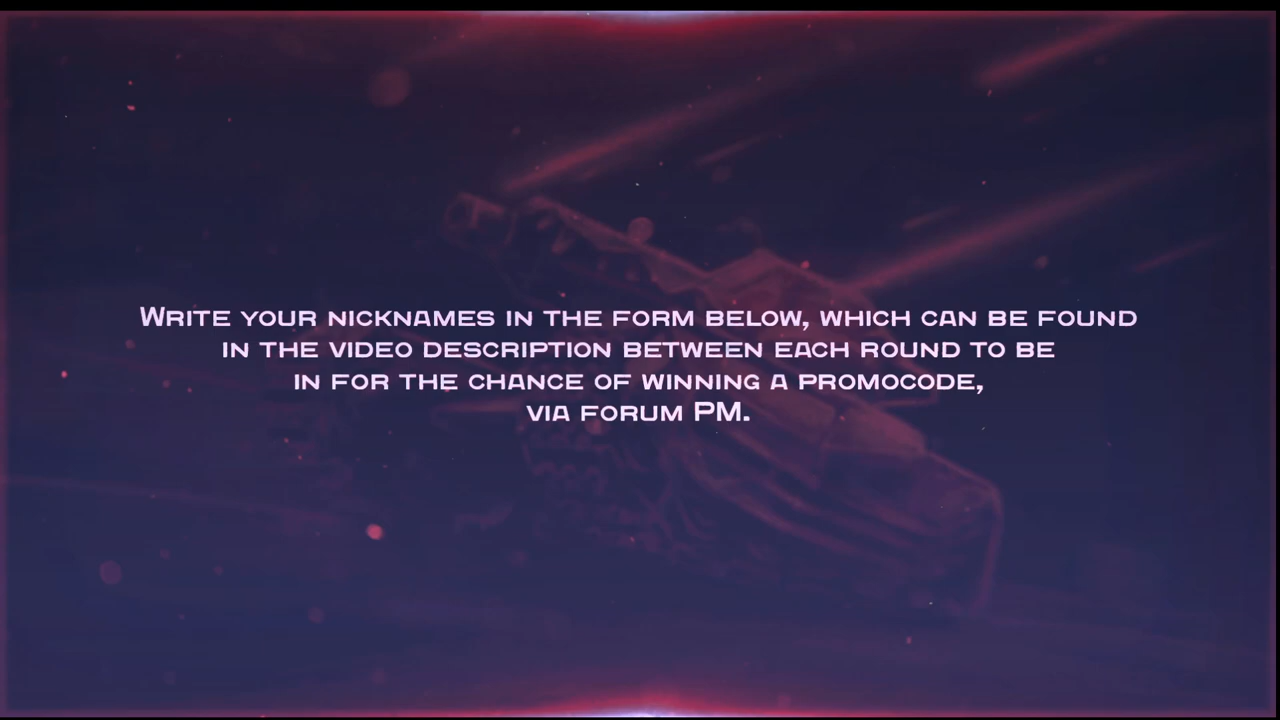 Write your nicknames in the form below, which can be found
in the video description between each round to be
in for the chance of winning a promocode,
via forum PM.